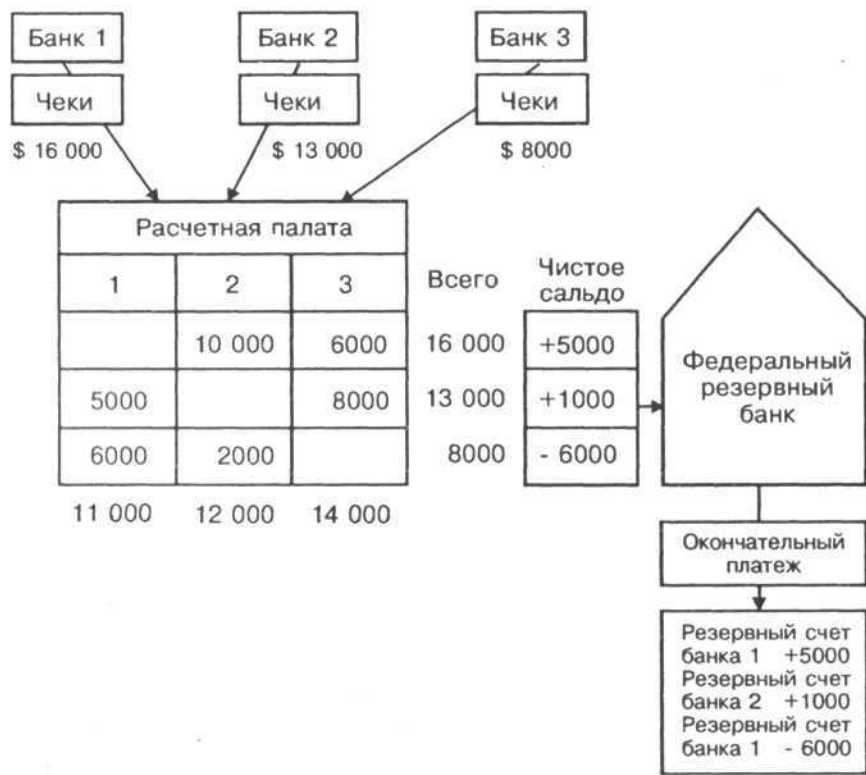 Банк 1 Банк 2 Банк 3
Чеки Чеки Чеки
$ 16 000 $ 13 000 $ 8000
Расчетная палата
1 2 3 Всего Чистое
сальдо
10 000 6000 16 000 +5000
5000 8000 13 000 +1000
6000 2000 8000 - 6000
11 000 12 000 14 000
Федеральный
резервный
банк
Окончательный
платеж
Резервный счет
банка 1 +5000
Резервный счет
банка 2 +1000
Резервный счет
банка 1 - 6000